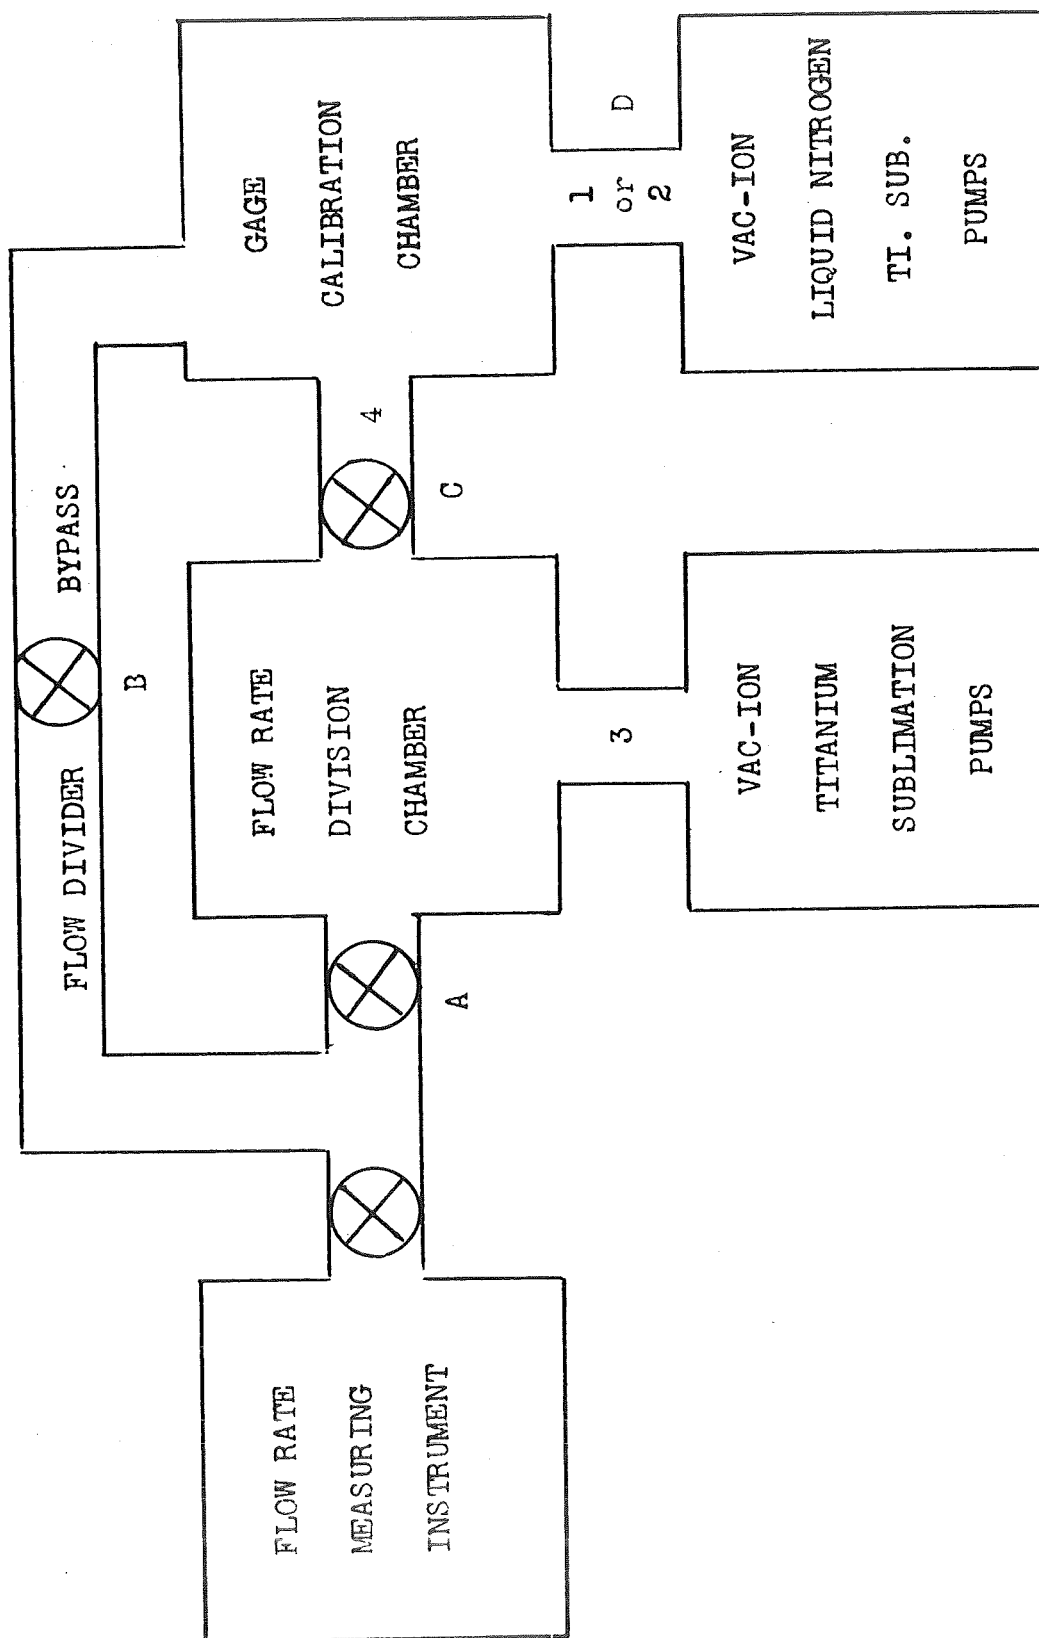 FLOW DIVIDER BYPASS
B
FLOW RATE
MEASURING
INSTRUMENT
A
FLOW RATE
DIVISION
CHAMBER
C
4
GAGE
CALIBRATION
CHAMBER
3
1
or
2
D
VAC-ION
TITANIUM
SUBLIMATION
PUMPS
VAC-ION
LIQUID NITROGEN
TI. SUB.
PUMPS